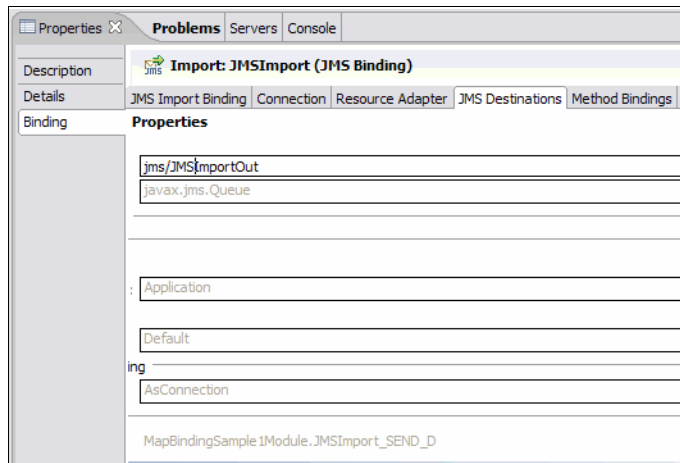 Properties Problems Servers Console
Description
Details
Binding
JMS Import: JMSImport (JMS Binding)
JMS Import Binding Connection Resource Adapter JMS Destinations Method Bindings
Properties
jms/JMSImportOut
javax.jms.Queue
: Application
Default
ing
AsConnection
MapBindingSample1Module.JMSImport_SEND_D